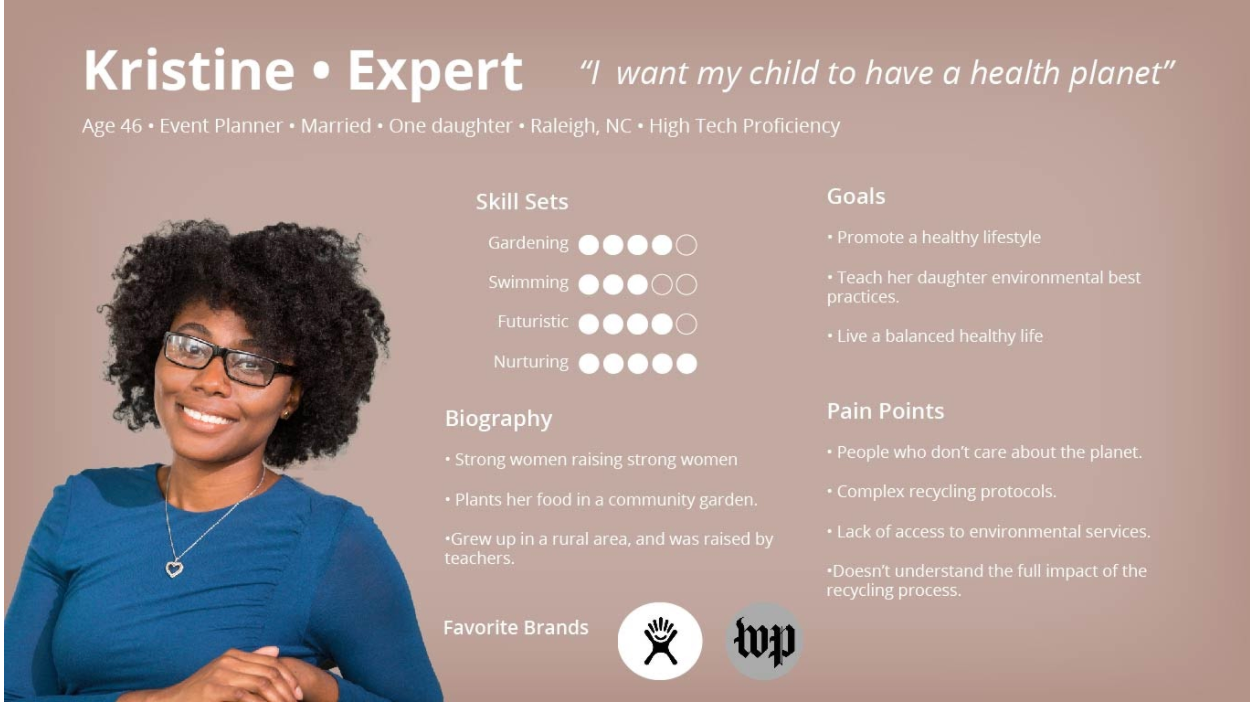 Kristine • Expert
“I want my child to have a health planet”
Age 46 • Event Planner • Married • One daughter • Raleigh, NC • High Tech Proficiency
Skill Sets
Gardening
Swimming
Futuristic
Nurturing
Biography
• Strong women raising strong women
• Plants her food in a community garden.
•Grew up in a rural area, and was raised by
teachers.
Favorite Brands
wp
Goals
• Promote a healthy lifestyle
• Teach her daughter environmental best
practices.
• Live a balanced healthy life
Pain Points
• People who don’t care about the planet.
• Complex recycling protocols.
• Lack of access to environmental services.
•Doesn’t understand the full impact of the
recycling process.